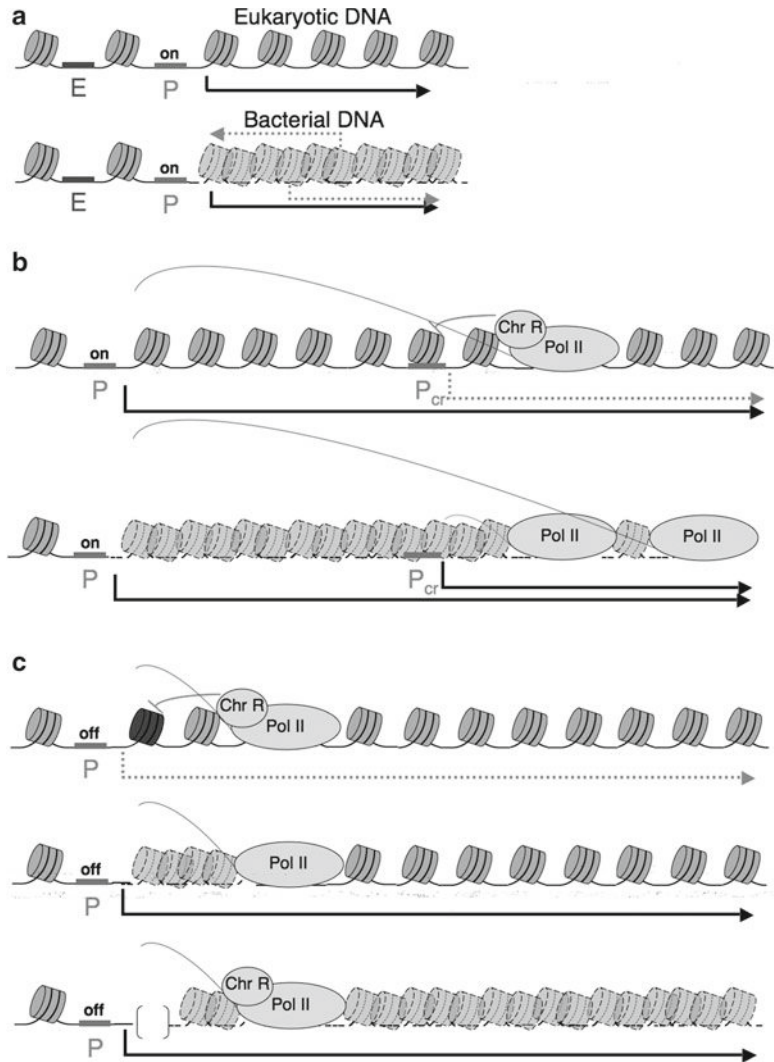 a
Eukaryotic DNA
on
E P
Bacterial DNA
on
E P
b
Chr R
on Pol II
P Pcr
on Pol II Pol II
P Pcr
c
Chr R
off Pol II
P
off Pol II
P
Chr R
off Pol II
P